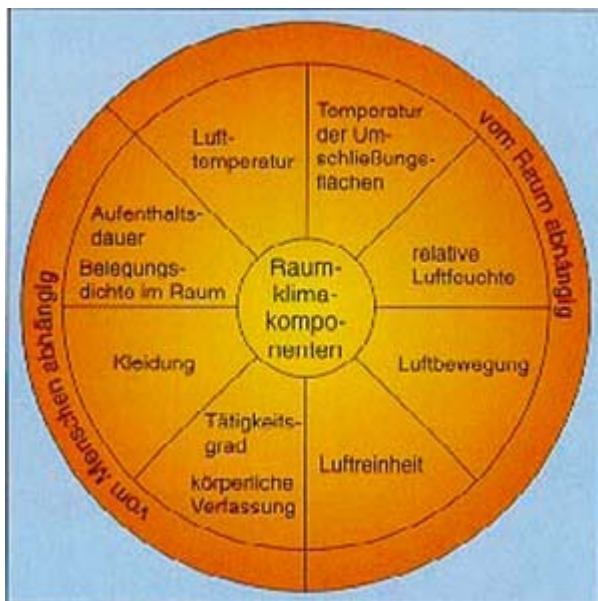 Raum-
klima-
kompo-
nenten
vom Raum abhängig
Luft-
temperatur
Temperatur
der Um-
schließungs-
flächen
relative
Luftfeuchte
Luftbewegung
Luftreinheit
vom Menschen abhängig
Tätigkeits-
grad
körperliche
Verfassung
Kleidung
Aufenthalts-
dauer
Belegungs-
dichte im Raum